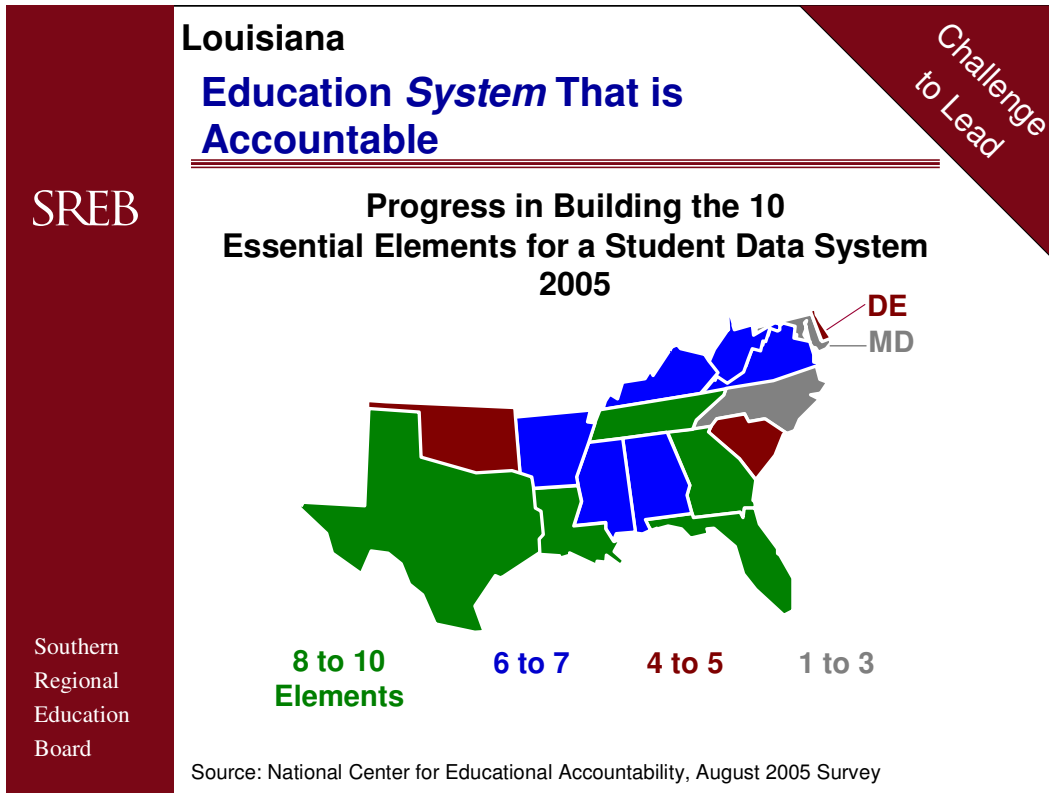 Louisiana
Challenge
to Lead
Education System That is
Accountable
SREB
Progress in Building the 10
Essential Elements for a Student Data System
2005
DE
MD
8 to 10
Elements
6 to 7
4 to 5
1 to 3
Southern
Regional
Education
Board
Source: National Center for Educational Accountability, August 2005 Survey